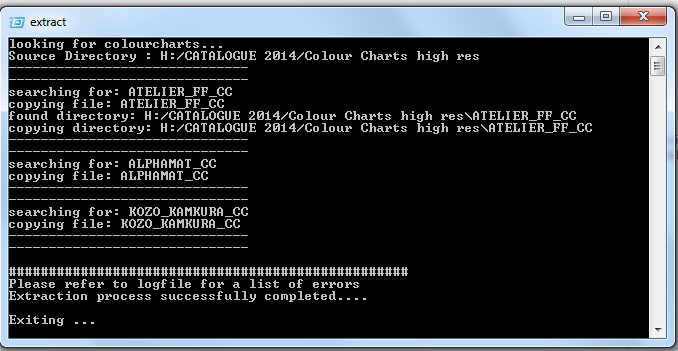 extract
looking for colourcharts...
Source Directory : H:/CATALOGUE 2014/Colour Charts high res
------------------------------
------------------------------
searching for: ATELIER_FF_CC
copying file: ATELIER_FF_CC
found directory: H:/CATALOGUE 2014/Colour Charts high res\ATELIER_FF_CC
copying directory: H:/CATALOGUE 2014/Colour Charts high res\ATELIER_FF_CC
------------------------------
------------------------------
searching for: ALPHAMAT_CC
copying file: ALPHAMAT_CC
------------------------------
------------------------------
searching for: KOZO_KAMKURA_CC
copying file: KOZO_KAMKURA_CC
------------------------------
------------------------------
##################################################
Please refer to logfile for a list of errors
Extraction process successfully completed....
Exiting ...